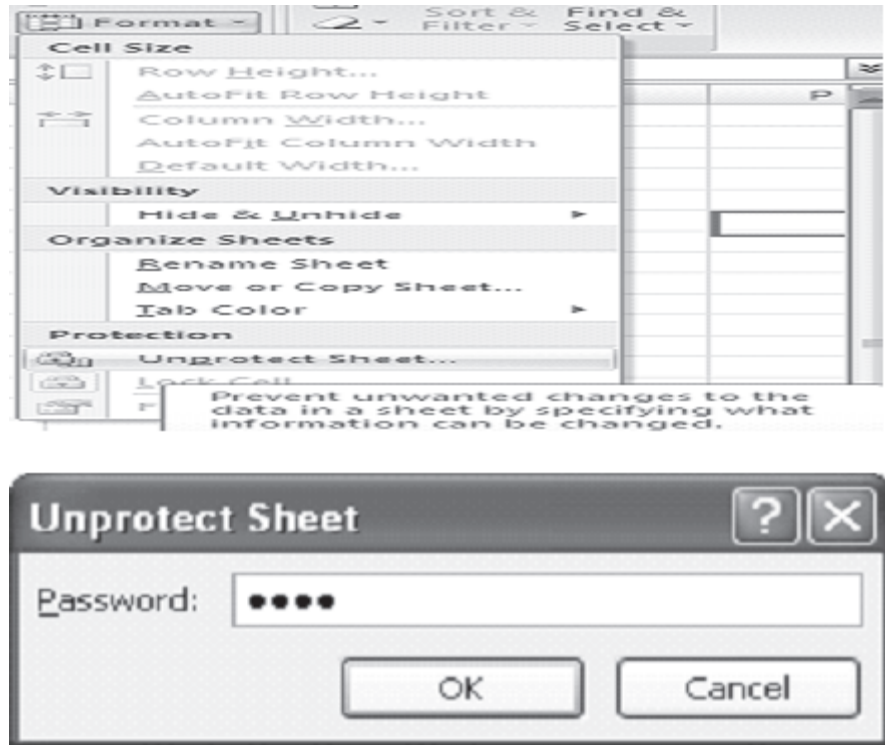 Format
Sort & Find &
Filter Select
Cell Size
Row Height...
AutoFit Row Height
Column Width...
AutoFit Column Width
Default Width...
Visibility
Hide & Unhide
Organize Sheets
Rename Sheet
Move or Copy Sheet...
Tab Color
Protection
Unprotect Sheet...
Lock Cell
Prevent unwanted changes to the
data in a sheet by specifying what
information can be changed.
P
Unprotect Sheet
Password: ●●●●
OK Cancel